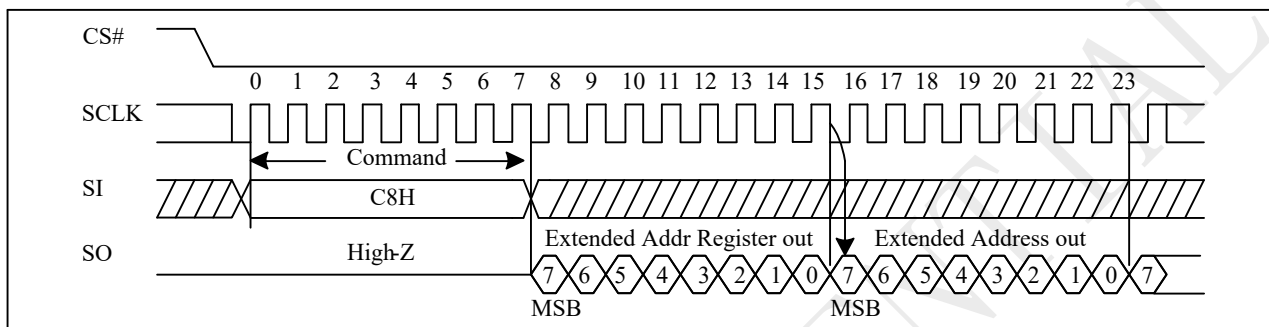 CS#
0 1 2 3 4 5 6 7 8 9 10 11 12 13 14 15 16 17 18 19 20 21 22 23
SCLK
Command
SI
C8H
Extended Addr Register out Extended Address out
SO
High-Z
7 6 5 4 3 2 1 0 7 6 5 4 3 2 1 0 7
MSB MSB